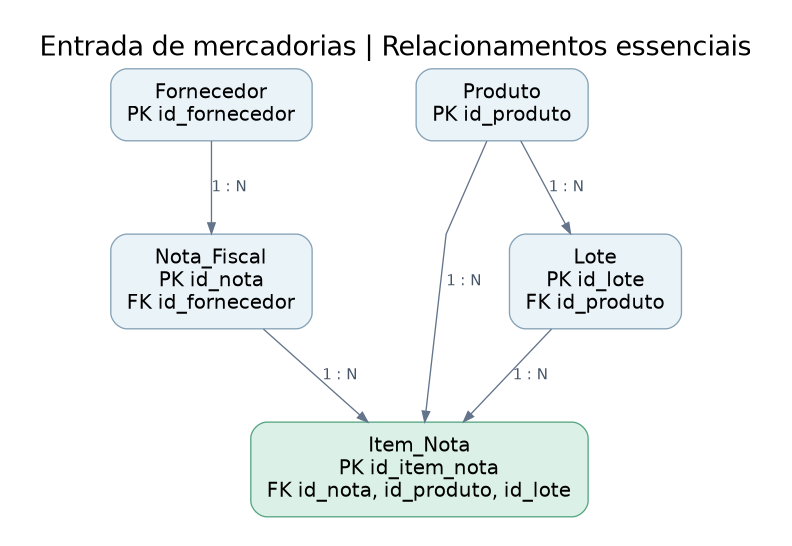 Entrada de mercadorias | Relacionamentos essenciais
Fornecedor
PK id_fornecedor
Produto
PK id_produto
1 : N
1 : N
Nota_Fiscal
PK id_nota
FK id_fornecedor
1 : N
Lote
PK id_lote
FK id_produto
1 : N
1 : N
Item_Nota
PK id_item_nota
FK id_nota, id_produto, id_lote